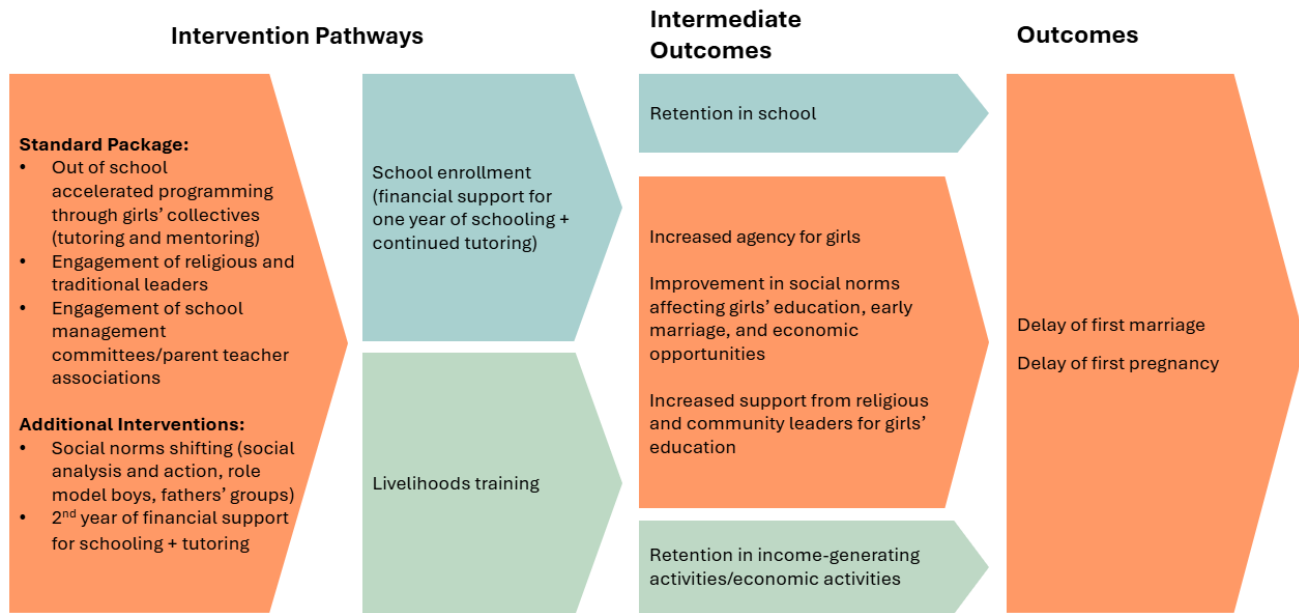 Intervention Pathways
Intermediate
Outcomes
Outcomes
Standard Package:
• Out of school
accelerated programming
through girls’ collectives
(tutoring and mentoring)
• Engagement of religious and
traditional leaders
• Engagement of school
management
committees/parent teacher
associations
Additional Interventions:
• Social norms shifting (social
analysis and action, role
model boys, fathers’ groups)
• 2nd year of financial support
for schooling + tutoring
School enrollment
(financial support for
one year of schooling +
continued tutoring)
Livelihoods training
Retention in school
Increased agency for girls
Improvement in social norms
affecting girls’ education, early
marriage, and economic
opportunities
Increased support from religious
and community leaders for girls’
education
Retention in income-generating
activities/economic activities
Delay of first marriage
Delay of first pregnancy